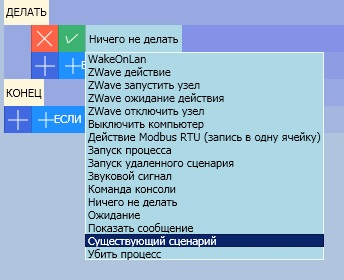 ДЕЛАТЬ
Ничего не делать
WakeOnLan
ZWave действие
ZWave запустить узел
ZWave ожидание действия
ZWave отключить узел
Выключить компьютер
КОНЕЦ
ЕСЛИ
Действие Modbus RTU (запись в одну ячейку)
Запуск процесса
Запуск удаленного сценария
Звуковой сигнал
Команда консоли
Ничего не делать
Ожидание
Показать сообщение
Существующий сценарий
Убить процесс